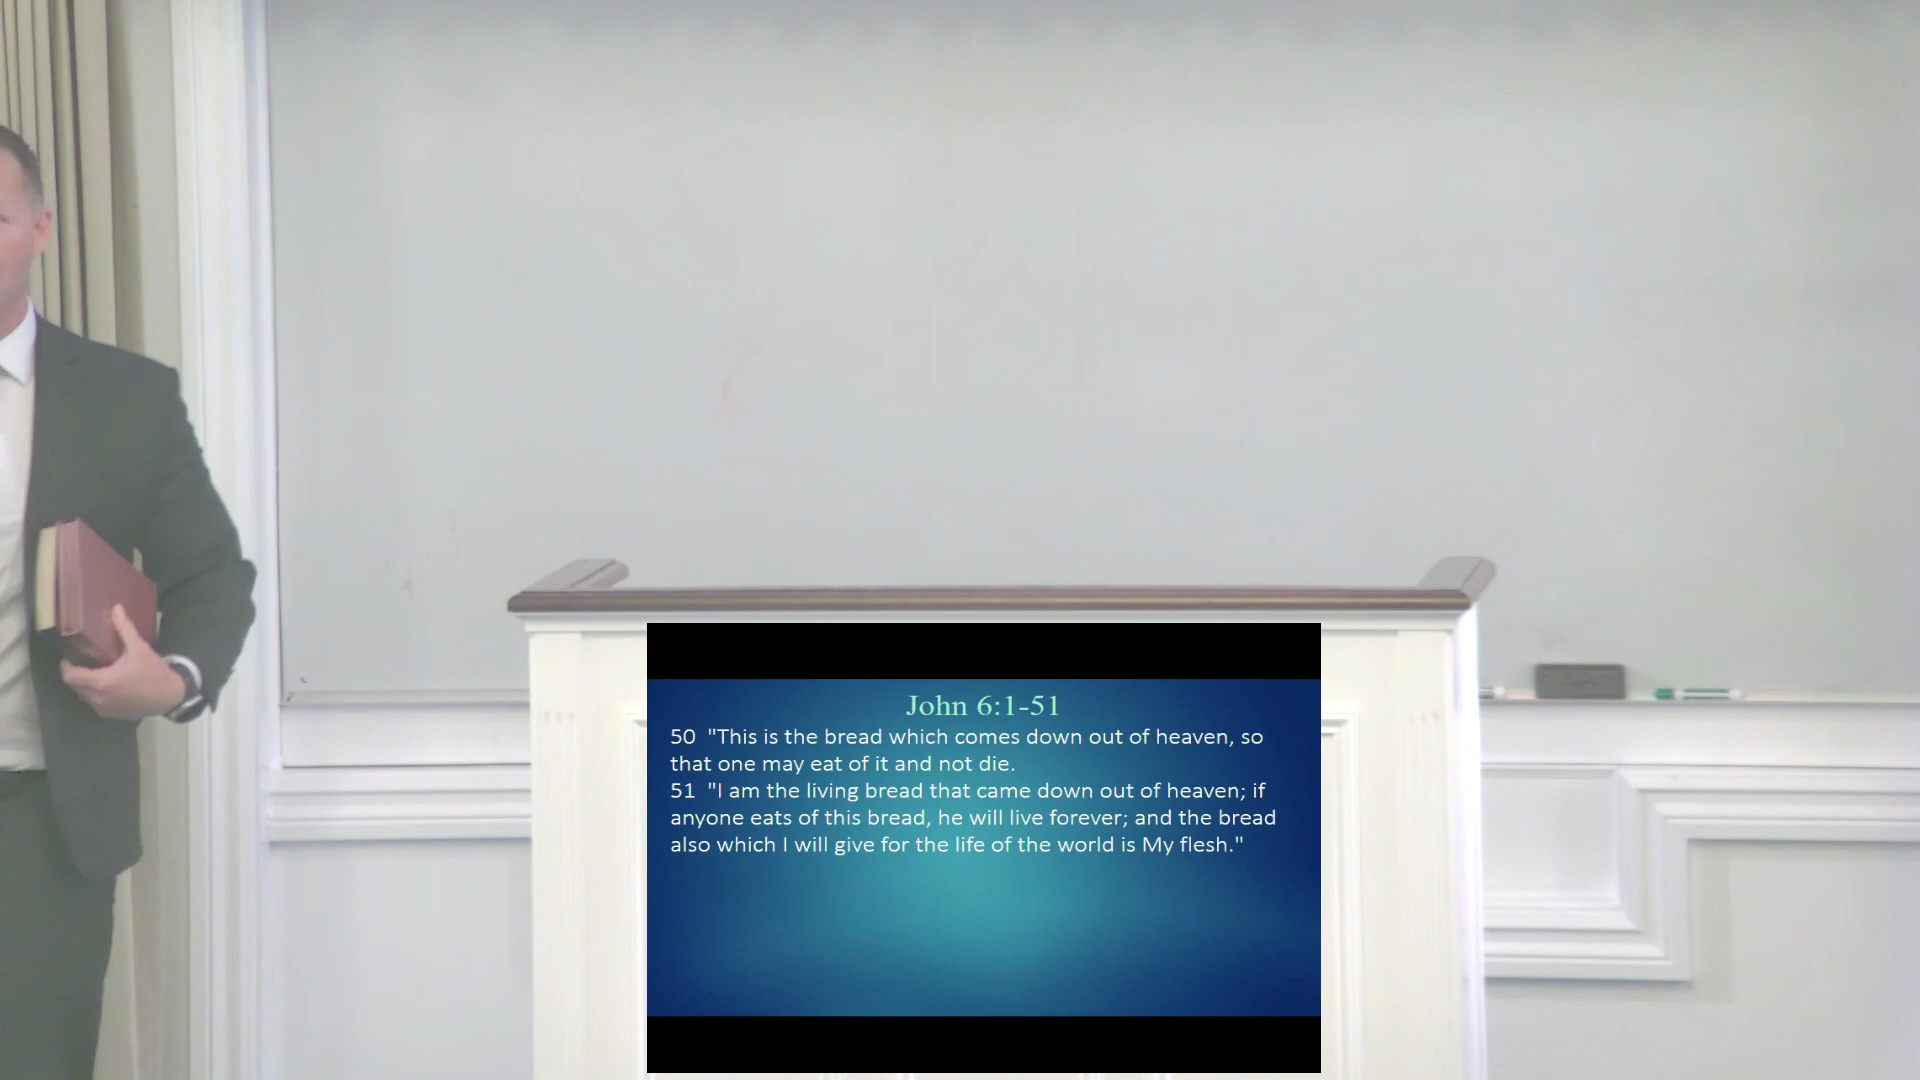 John 6:1-51
50 "This is the bread which comes down out of heaven, so
that one may eat of it and not die.
51 "I am the living bread that came down out of heaven; if
anyone eats of this bread, he will live forever; and the bread
also which I will give for the life of the world is My flesh."